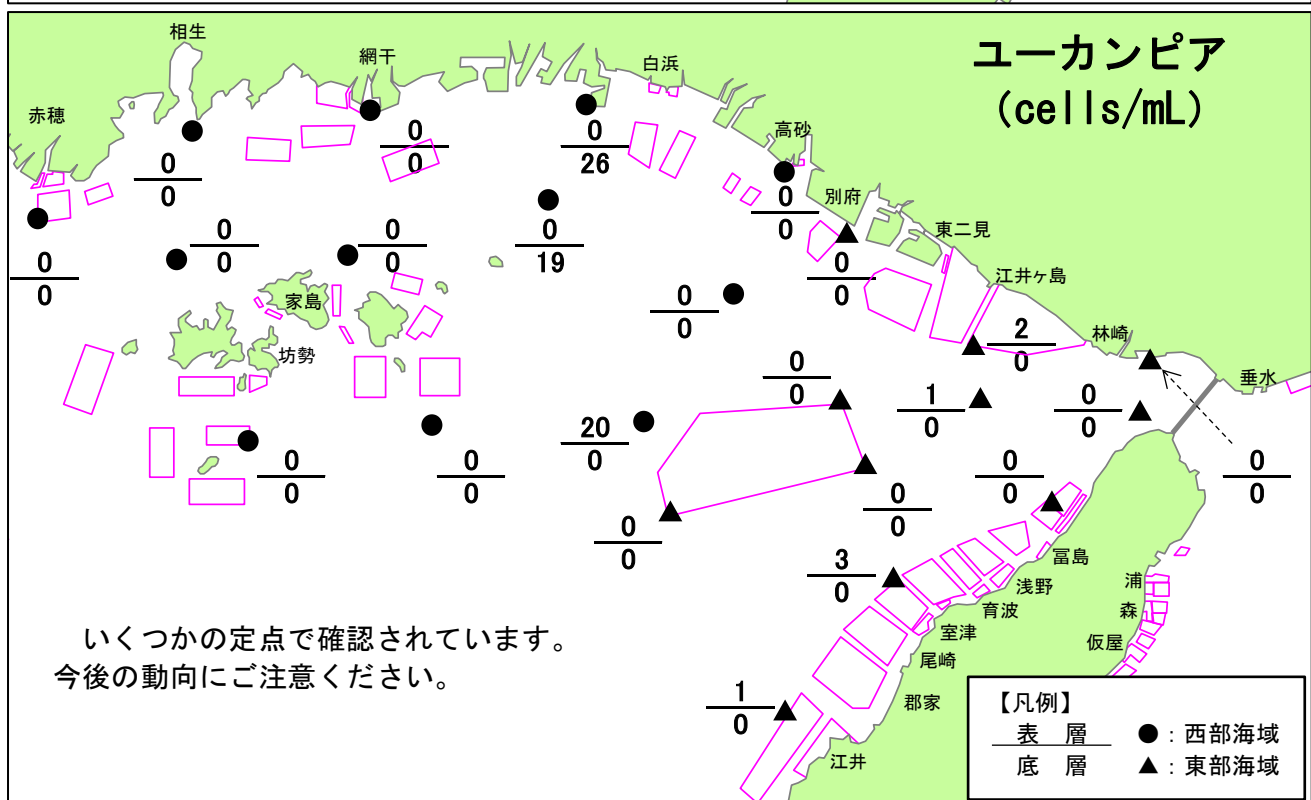 相生
網干
白浜
ユーカンピア
(cells/mL)
赤穂
高砂
0
0
0
26
0
0
0
0
別府
東二見
0
0
0
0
0
0
0
19
0
0
0
0
江井ヶ島
家島
0
0
2
0
林崎
坊勢
垂水
0
0
1
0
0
0
20
0
0
0
0
0
0
0
0
0
0
0
0
0
3
0
冨島
浅野
浦
育波
森
室津
仮屋
尾崎
郡家
江井
1
0
いくつかの定点で確認されています。
今後の動向にご注意ください。
【凡例】
表 層 ●:西部海域
底 層 ▲:東部海域